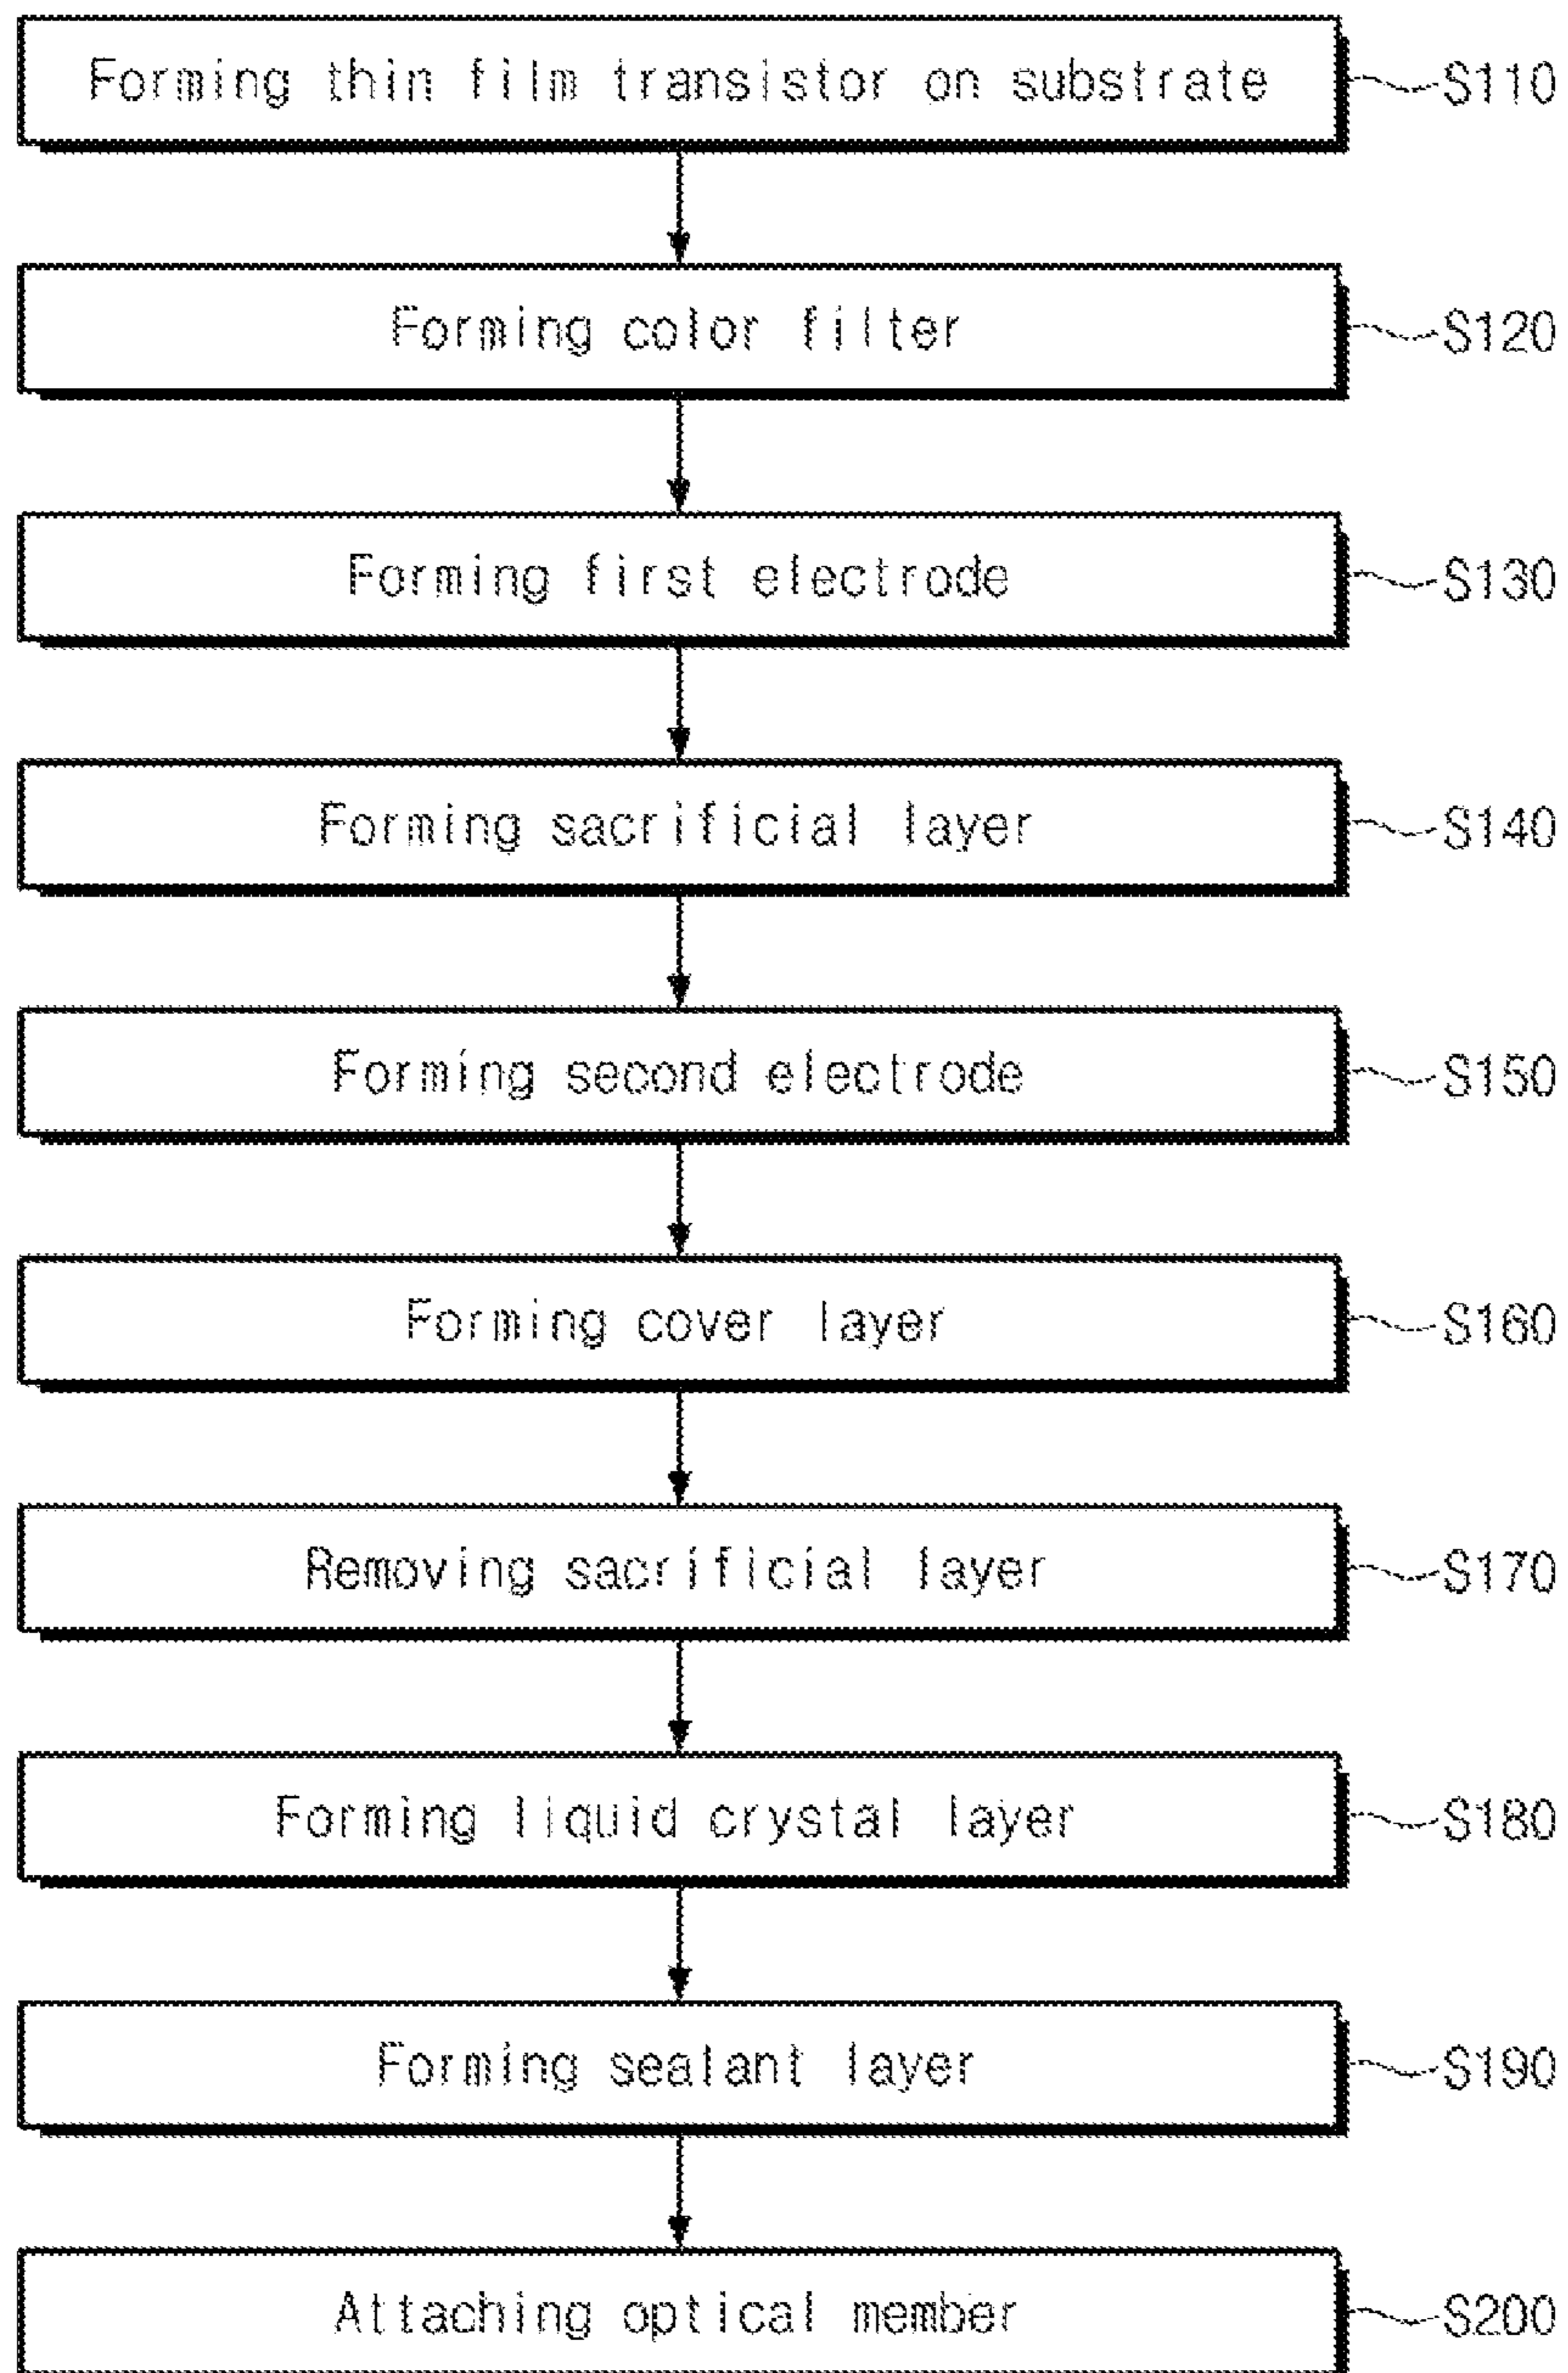 Forming thin film transistor on substrate S110
Forming color filter S120
Forming first electrode S130
Forming sacrificial layer S140
Forming second electrode S150
Forming cover layer S160
Removing sacrificial layer S170
Forming liquid crystal layer S180
Forming sealant layer S190
Attaching optical member S200